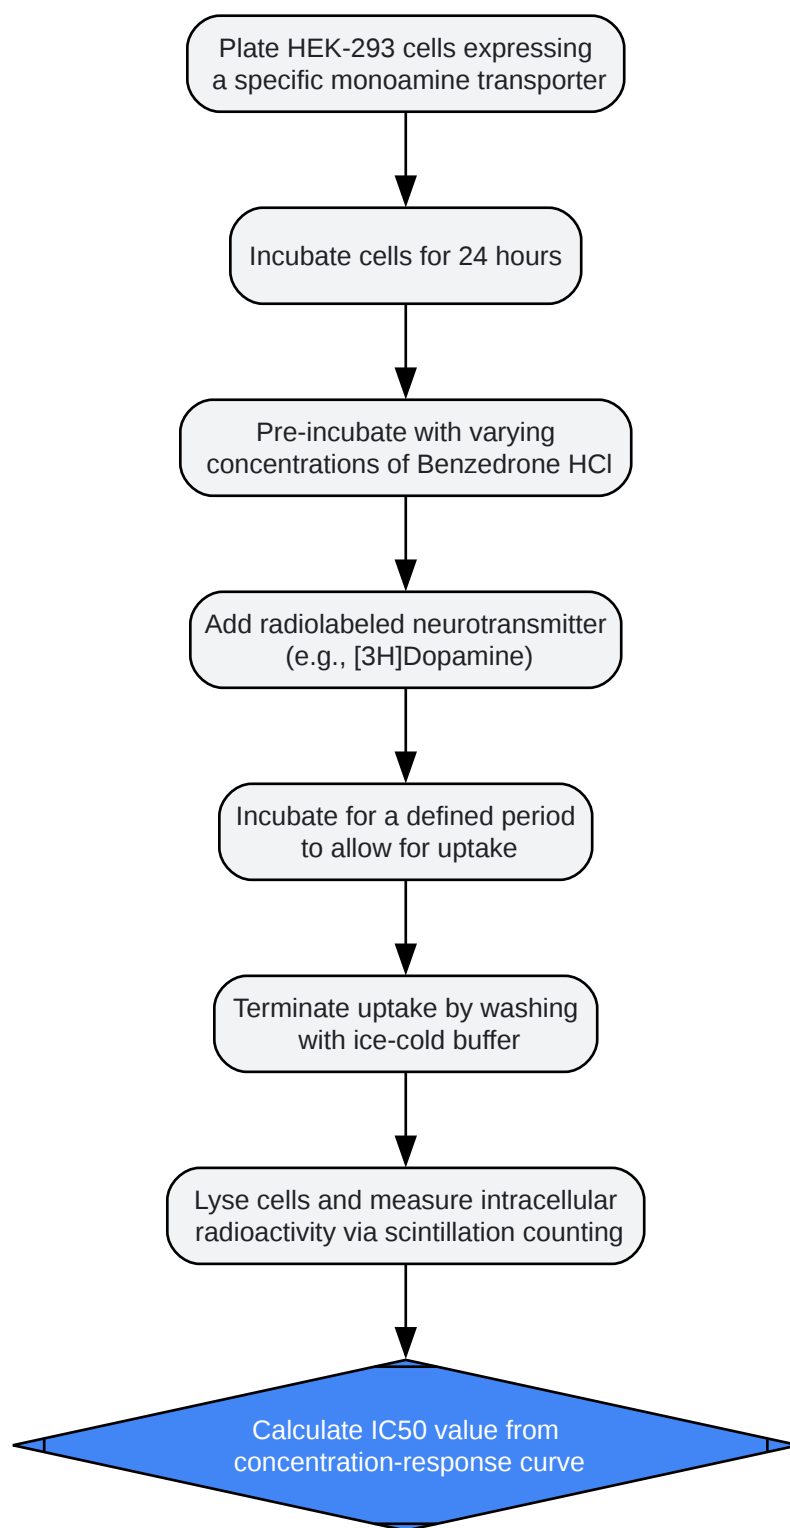 Plate HEK-293 cells expressing
a specific monoamine transporter
Incubate cells for 24 hours
Pre-incubate with varying
concentrations of Benzedrone HCl
Add radiolabeled neurotransmitter
(e.g., [3H]Dopamine)
Incubate for a defined period
to allow for uptake
Terminate uptake by washing
with ice-cold buffer
Lyse cells and measure intracellular
radioactivity via scintillation counting
Calculate IC50 value from
concentration-response curve